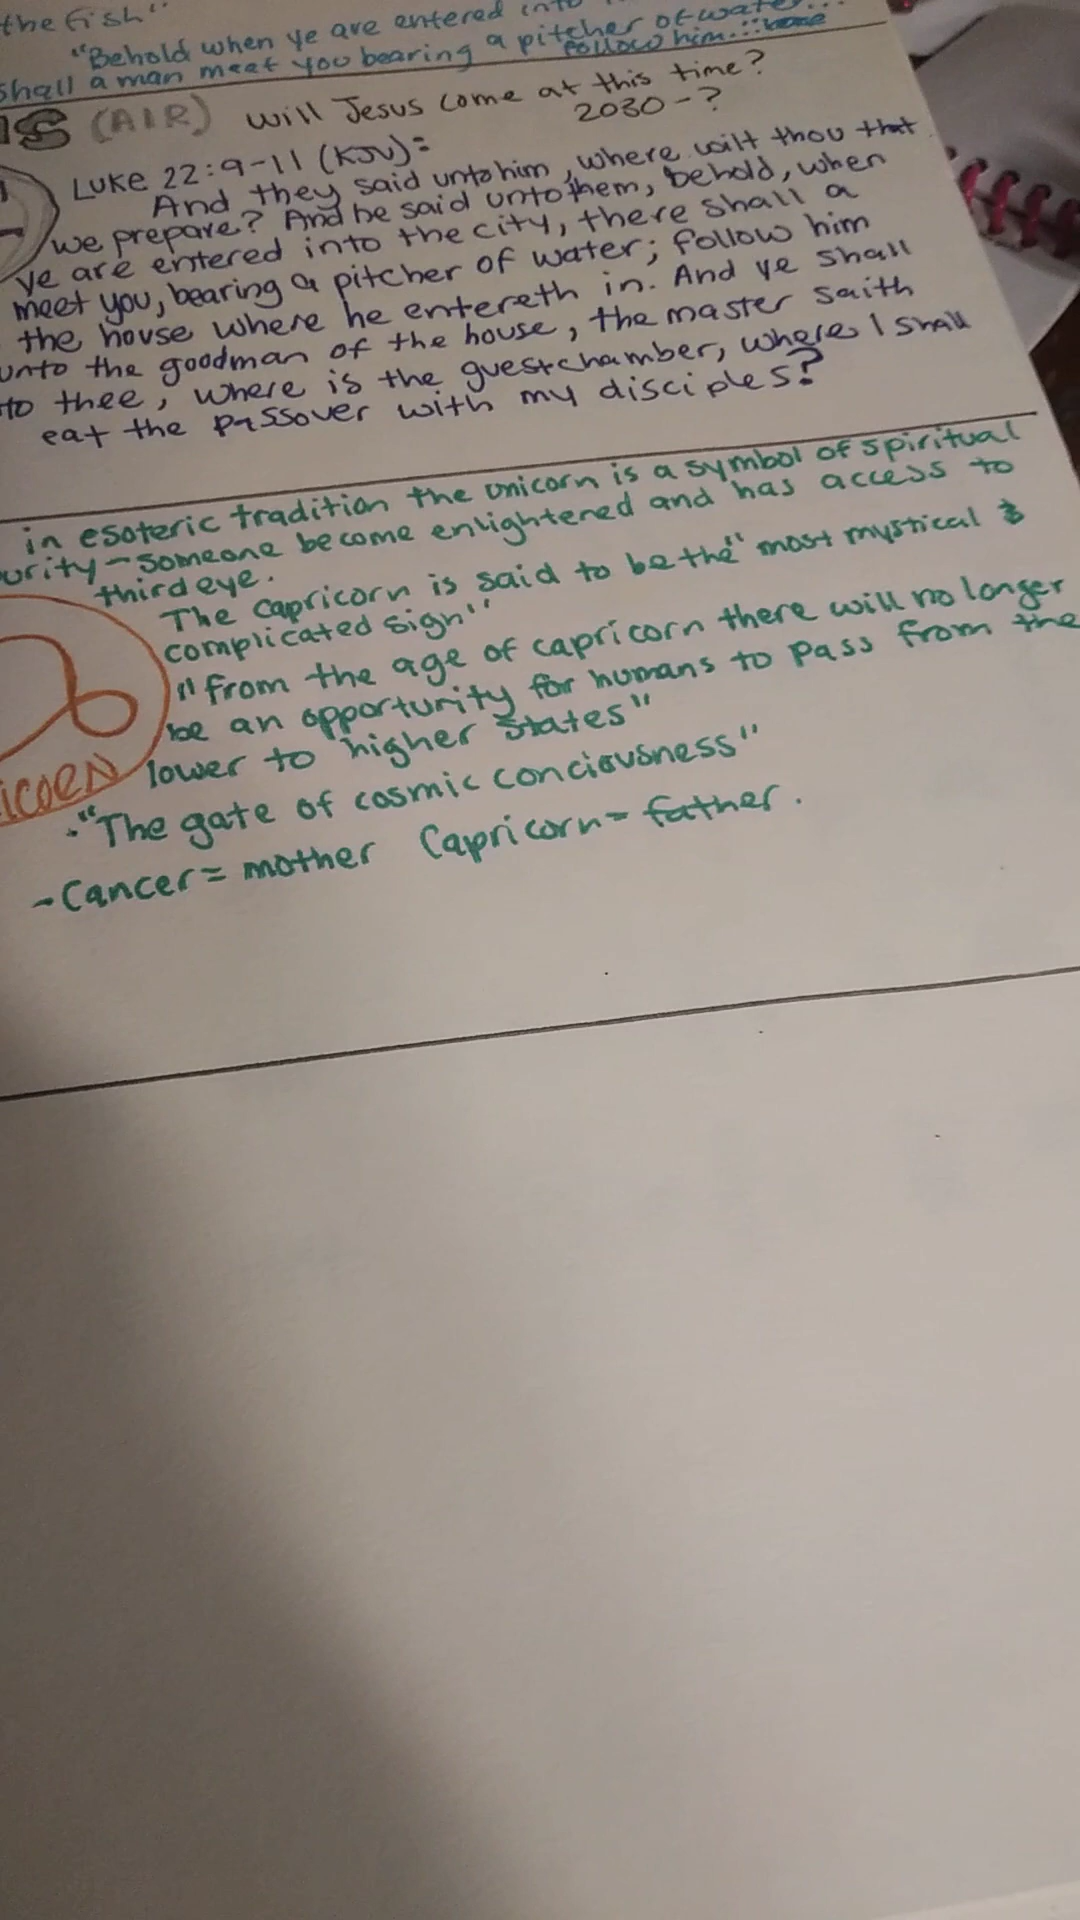 the fish"
"Behold when ye are entered into
shall a man meet you bearing a pitcher of water...
follow him...
(AIR) will Jesus come at this time?
2030-?
Luke 22:9-11 (KJV):
And they said unto him, where wilt thou that
we prepare? And he said unto them, behold, when
ye are entered into the city, there shall a
meet you, bearing a pitcher of water; follow him
the house where he entereth in. And ye shall
unto the goodman of the house, the master saith
to thee, where is the guestchamber, where I shall
eat the passover with my disciples?
in esoteric tradition the unicorn is a symbol of spiritual
urity - someone become enlightened and has access to
third eye.
The capricorn is said to be the "most mystical &
complicated sign"
"from the age of capricorn there will no longer
be an opportunity for humans to pass from the
lower to higher states"
ICORN
"The gate of cosmic conciousness"
- Cancer = mother Capricorn = father.